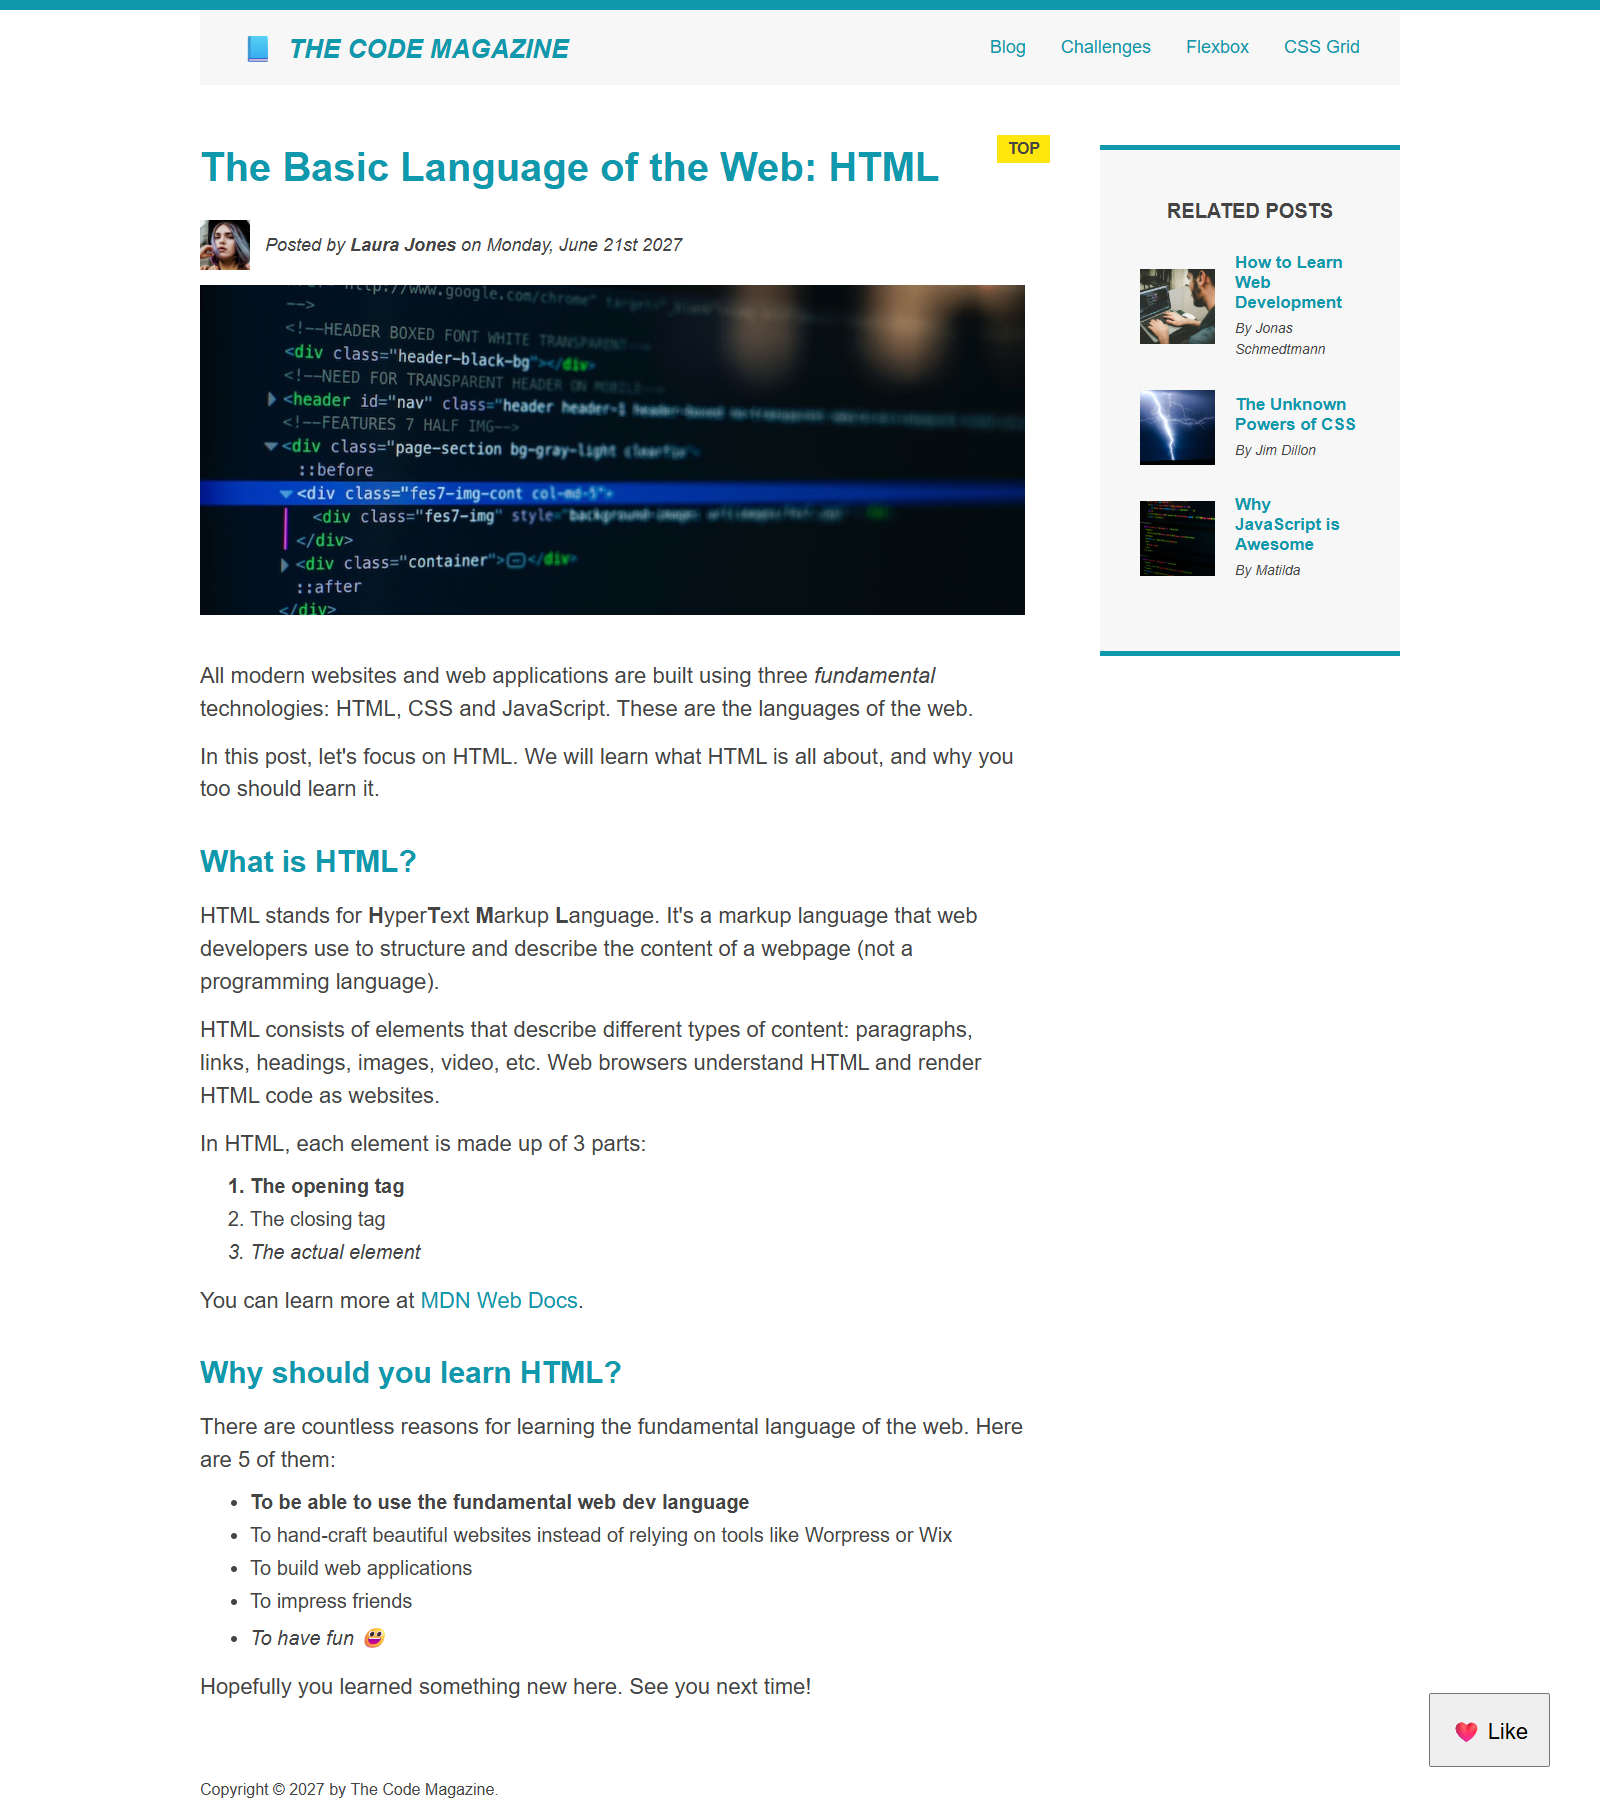 THE CODE MAGAZINE
Blog Challenges Flexbox CSS Grid
The Basic Language of the Web: HTML
TOP
Posted by Laura Jones on Monday, June 21st 2027
http://www.google.com/chrome"
-->
<!--HEADER BOXED FONT WHITE TRANSPARENT-->
<div class="header-black-bg"></div>
<!--NEED FOR TRANSPARENT HEADER ON MOBILE-->
<header id="nav" class="header header-1
<!--FEATURES 7 HALF IMG-->
<div class="page-section bg-gray-light clearfix">
::before
<div class="fes7-img-cont col-md-5">
<div class="fes7-img" style="background-image:
</div>
<div class="container"></div>
::after
</div>
All modern websites and web applications are built using three fundamental
technologies: HTML, CSS and JavaScript. These are the languages of the web.
In this post, let's focus on HTML. We will learn what HTML is all about, and why you
too should learn it.
What is HTML?
HTML stands for HyperText Markup Language. It's a markup language that web
developers use to structure and describe the content of a webpage (not a
programming language).
HTML consists of elements that describe different types of content: paragraphs,
links, headings, images, video, etc. Web browsers understand HTML and render
HTML code as websites.
In HTML, each element is made up of 3 parts:
1. The opening tag
2. The closing tag
3. The actual element
You can learn more at MDN Web Docs.
Why should you learn HTML?
There are countless reasons for learning the fundamental language of the web. Here
are 5 of them:
• To be able to use the fundamental web dev language
• To hand-craft beautiful websites instead of relying on tools like Worpress or Wix
• To build web applications
• To impress friends
• To have fun 😀
Hopefully you learned something new here. See you next time!
RELATED POSTS
How to Learn
Web
Development
By Jonas
Schmedtmann
The Unknown
Powers of CSS
By Jim Dillon
Why
JavaScript is
Awesome
By Matilda
Like
Copyright © 2027 by The Code Magazine.